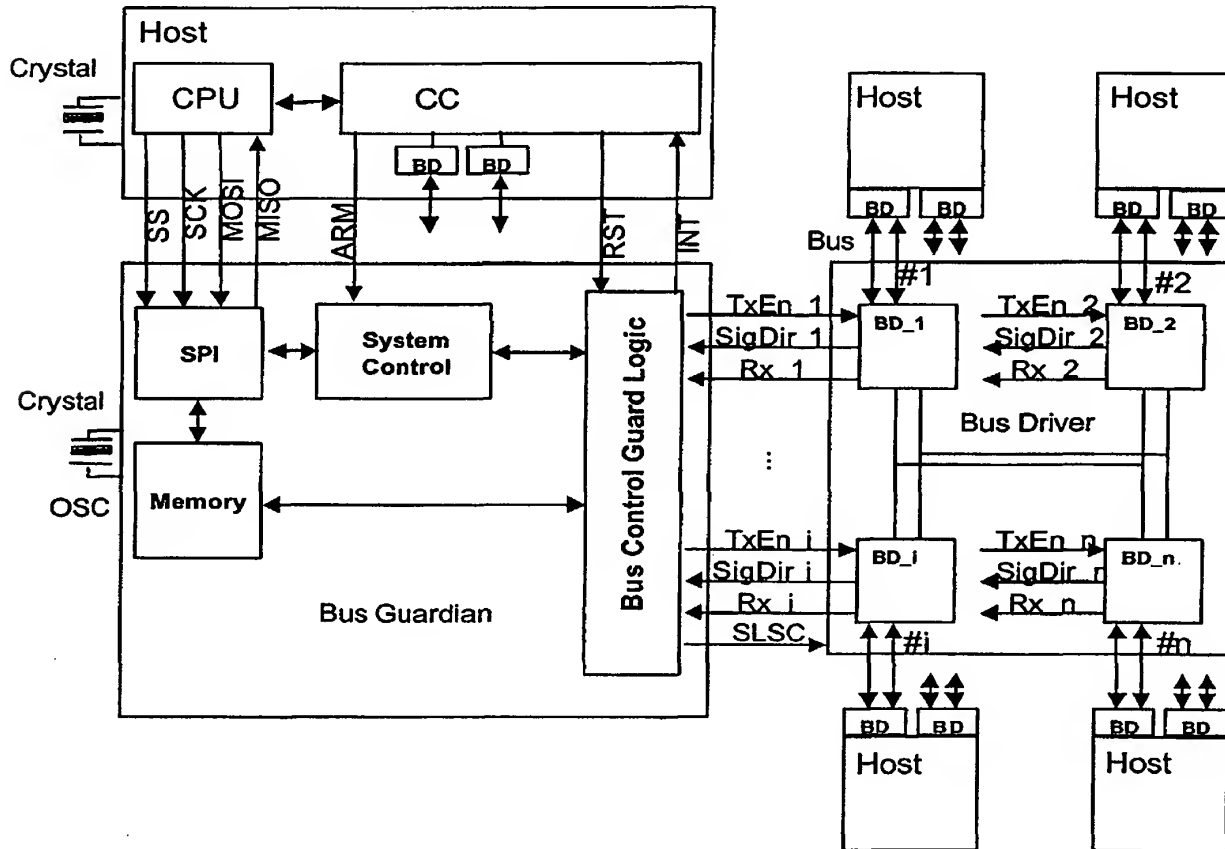 Host
Crystal
CPU
CC
BD
BD
SS
SCK
MOSI
MISO
ARM
RST
INT
Host
Host
BD
BD
BD
BD
Bus
#1
#2
SPI
System
Control
Bus Control Guard Logic
TxEn_1
SigDir_1
Rx_1
BD_1
TxEn_2
SigDir_2
Rx_2
BD_2
Crystal
OSC
Memory
Bus Driver
...
Bus Guardian
TxEn_i
SigDir_i
Rx_i
SLSC
BD_i
TxEn_n
SigDir_n
Rx_n
BD_n
#i
#n
BD
BD
BD
BD
Host
Host